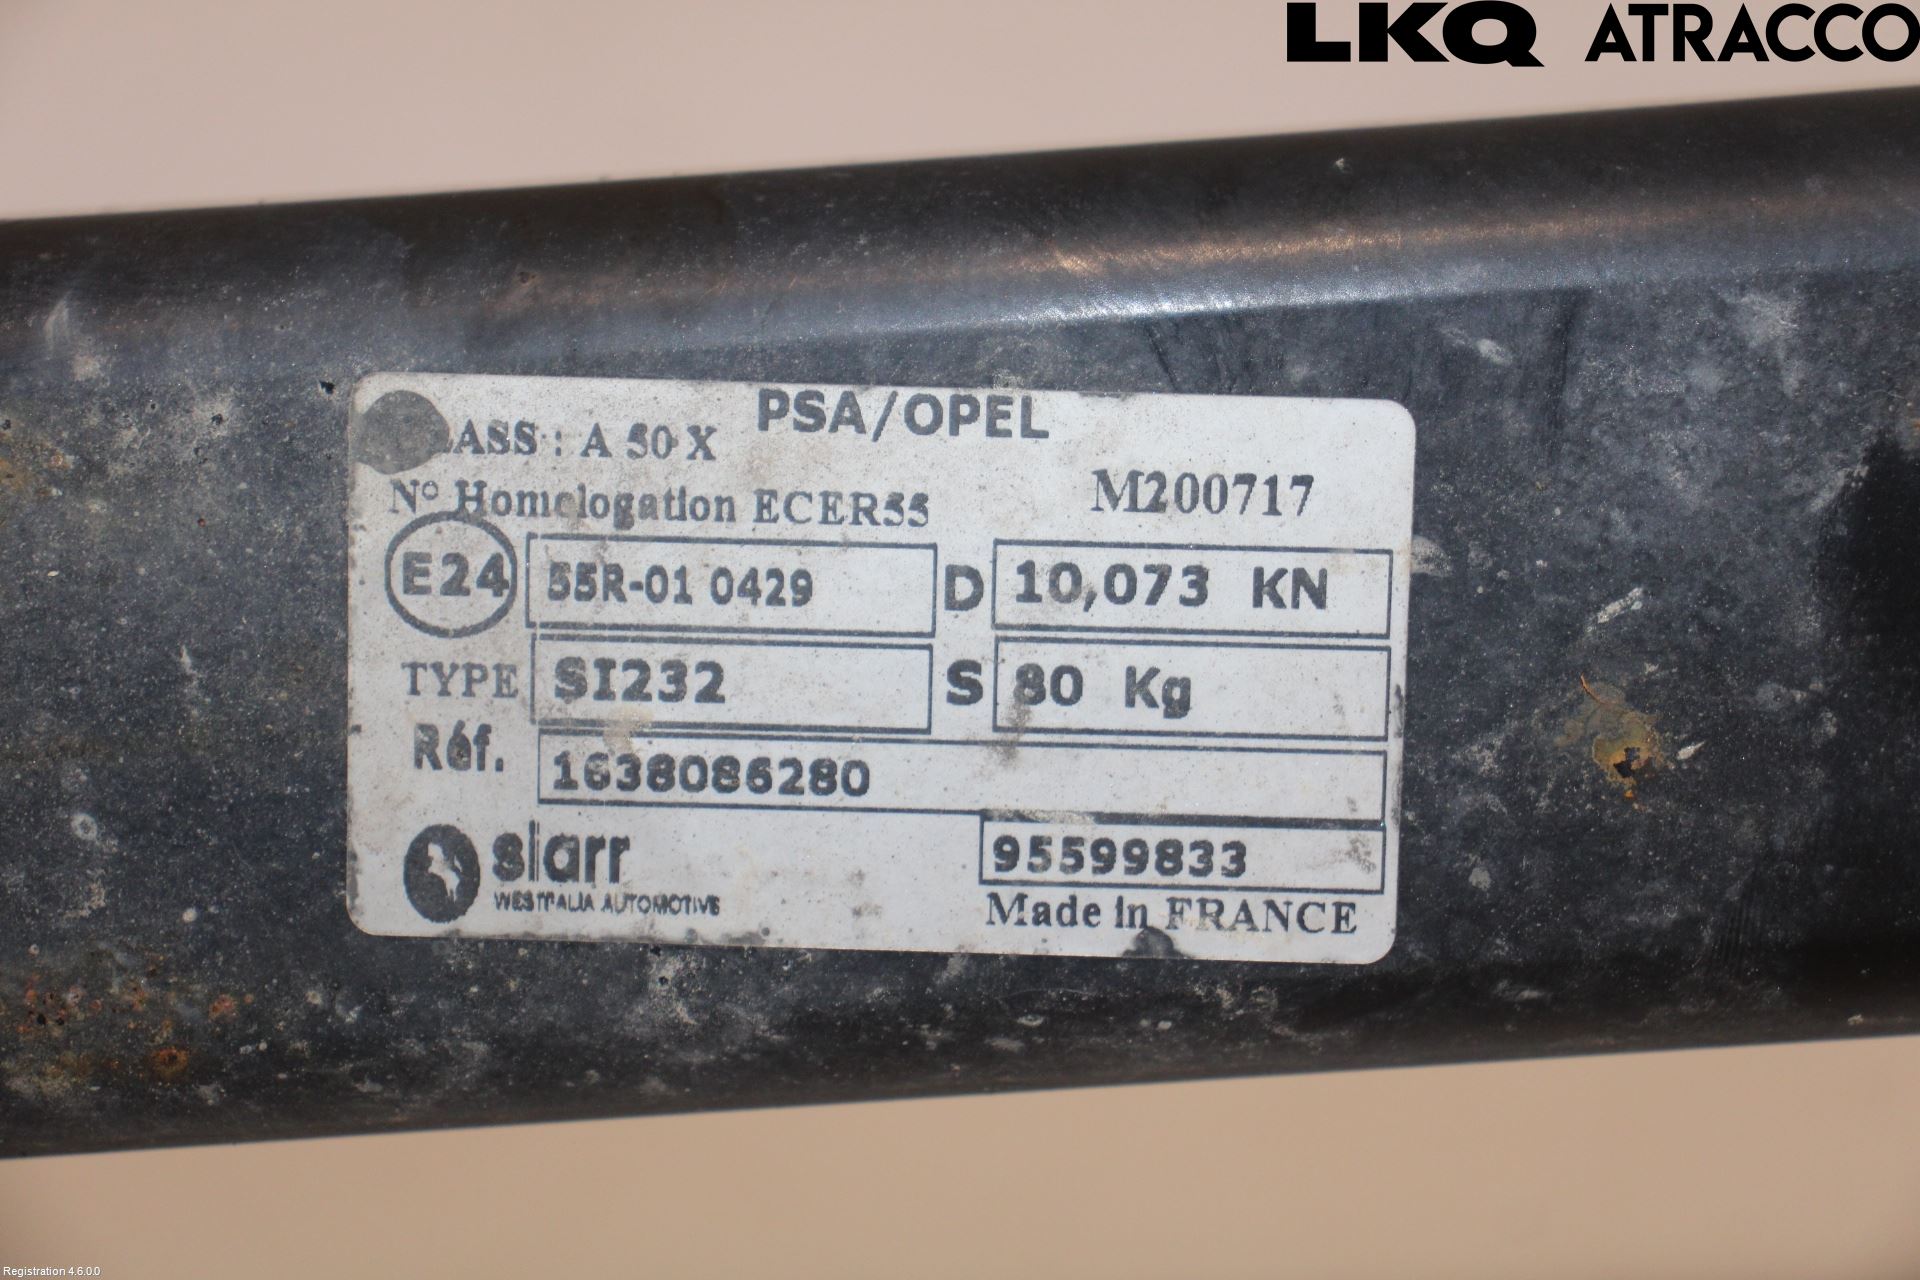 LKQ ATRACCO
PSA/OPEL
ASS : A 50 X
N° Homologation ECER55
M200717
E24 55R-01 0429 D 10,073 KN
TYPE SI232 S 80 Kg
Réf. 1638086280
siarr
WESTFALIA AUTOMOTIVE
95599833
Made in FRANCE
Registration 4.6.0.0